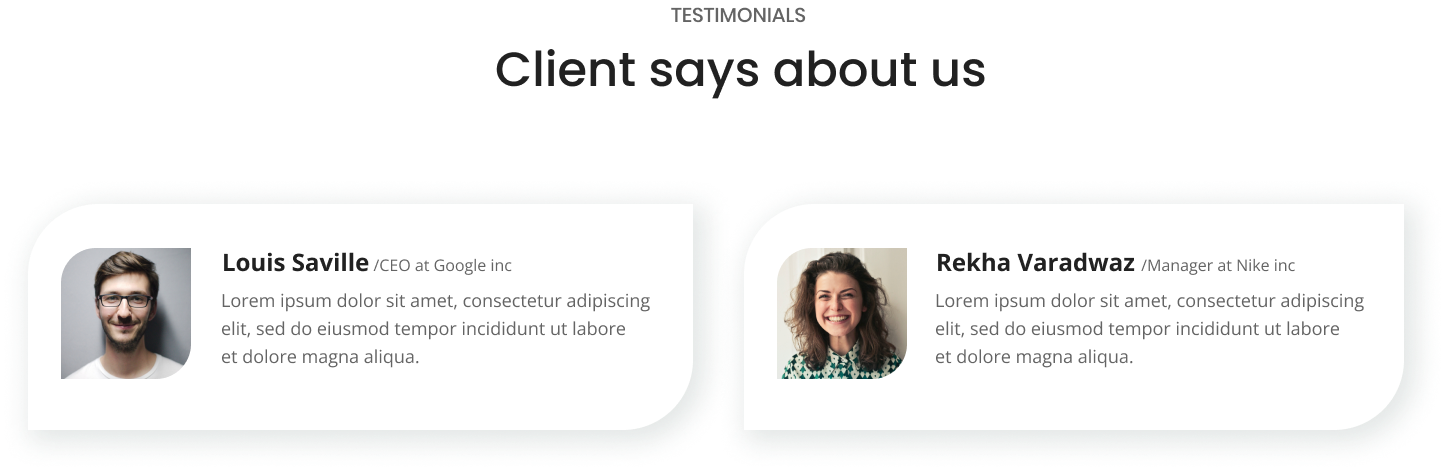 TESTIMONIALS
Client says about us
Louis Saville /CEO at Google inc
Lorem ipsum dolor sit amet, consectetur adipiscing
elit, sed do eiusmod tempor incididunt ut labore
et dolore magna aliqua.
Rekha Varadwaz /Manager at Nike inc
Lorem ipsum dolor sit amet, consectetur adipiscing
elit, sed do eiusmod tempor incididunt ut labore
et dolore magna aliqua.